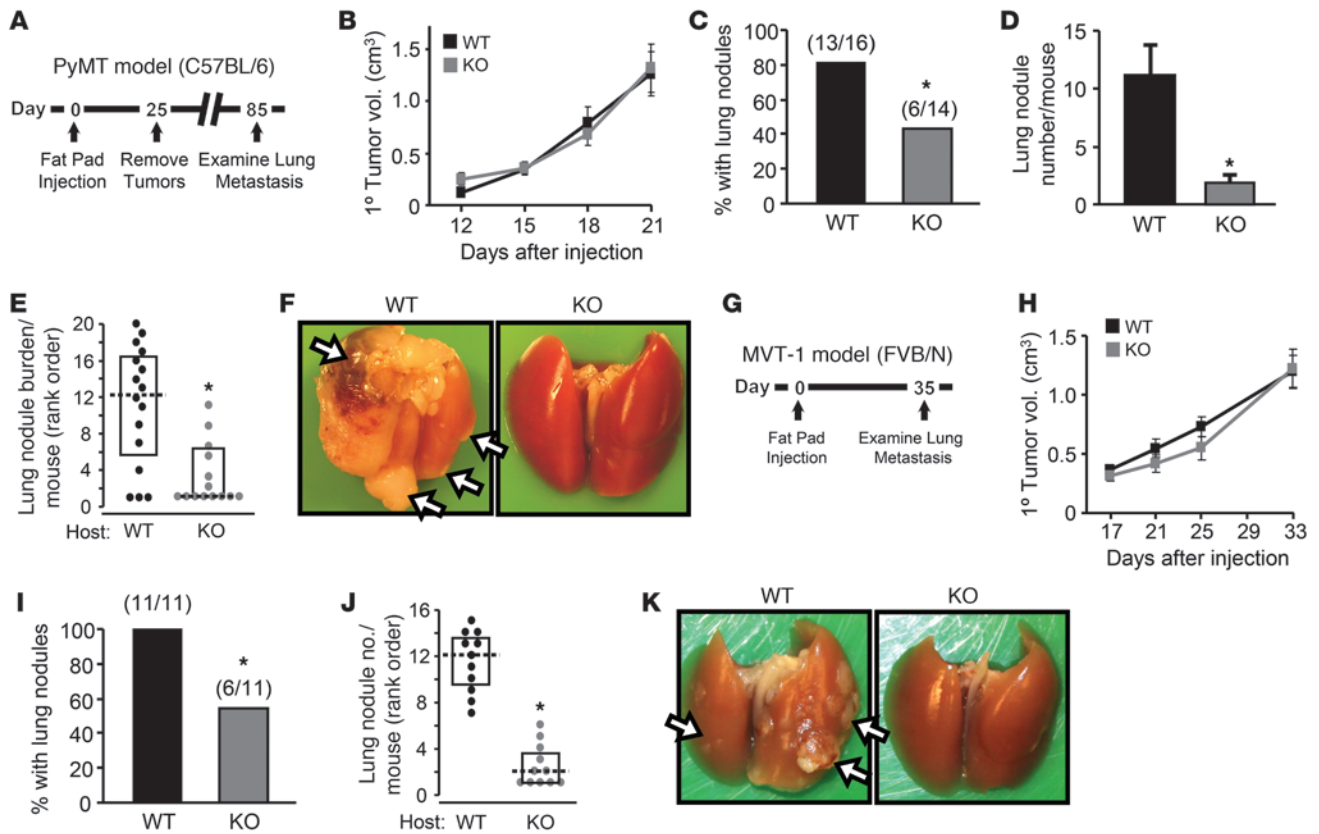 A
PyMT model (C57BL/6)
Day 0 25 85
Fat Pad Injection
Remove Tumors
Examine Lung Metastasis
B
1º Tumor vol. (cm³)
WT
KO
1.5
1.0
0.5
0
12 15 18 21
Days after injection
C
% with lung nodules
100
80
60
40
20
0
(13/16)
*
(6/14)
WT KO
D
Lung nodule
number/mouse
15
10
5
0
*
WT KO
E
Lung nodule burden/
mouse (rank order)
20
16
12
8
4
0
*
Host: WT KO
F
WT KO
G
MVT-1 model (FVB/N)
Day 0 35
Fat Pad Injection
Examine Lung Metastasis
H
1º Tumor vol. (cm³)
WT
KO
1.5
1.0
0.5
0
17 21 25 29 33
Days after injection
I
% with lung nodules
(11/11)
100
80
60
40
20
0
*
(6/11)
WT KO
J
Lung nodule no./
mouse (rank order)
16
12
8
4
0
*
Host: WT KO
K
WT KO